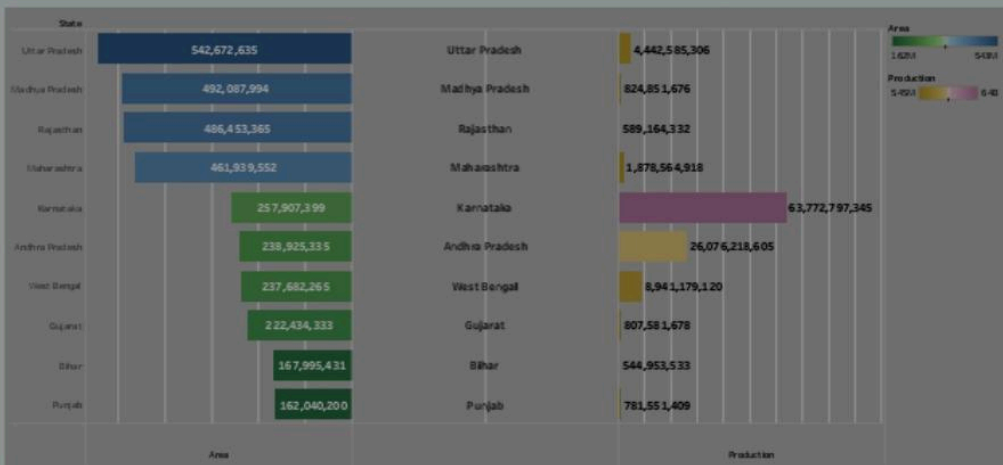 State
Area
Uttar Pradesh 542,672,635 Uttar Pradesh 4,442,585,306
1.62M 543M
Madhya Pradesh 492,087,994 Madhya Pradesh 824,851,676
Production
545M 64B
Rajasthan 486,453,365 Rajasthan 589,164,332
Maharashtra 461,939,552 Maharashtra 1,878,564,918
Karnataka 257,907,399 Karnataka 63,772,797,345
Andhra Pradesh 238,925,335 Andhra Pradesh 26,076,218,605
West Bengal 237,682,265 West Bengal 8,941,179,120
Gujarat 222,434,333 Gujarat 807,581,678
Bihar 167,995,431 Bihar 544,953,533
Punjab 162,040,200 Punjab 781,551,409
Area Production